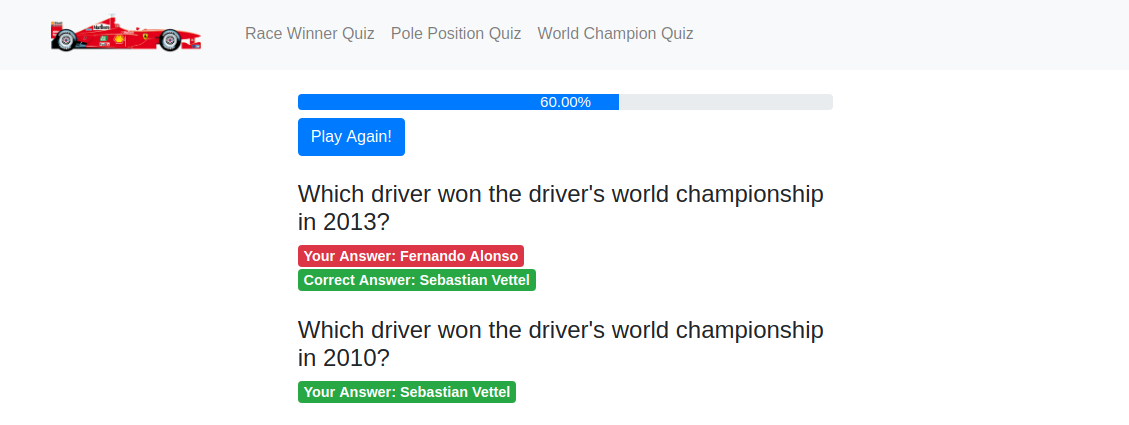 Race Winner Quiz Pole Position Quiz World Champion Quiz
60.00%
Play Again!
Which driver won the driver's world championship
in 2013?
Your Answer: Fernando Alonso
Correct Answer: Sebastian Vettel
Which driver won the driver's world championship
in 2010?
Your Answer: Sebastian Vettel